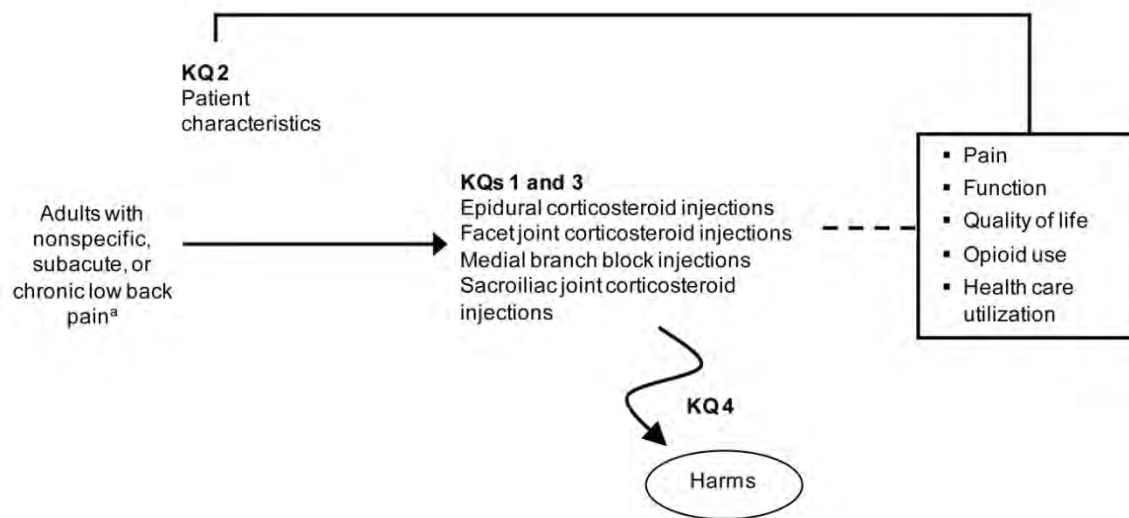 KQ 2
Patient
characteristics
Adults with
nonspecific,
subacute, or
chronic low back
painᵃ
KQs 1 and 3
Epidural corticosteroid injections
Facet joint corticosteroid injections
Medial branch block injections
Sacroiliac joint corticosteroid
injections
▪ Pain
▪ Function
▪ Quality of life
▪ Opioid use
▪ Health care
utilization
KQ 4
Harms